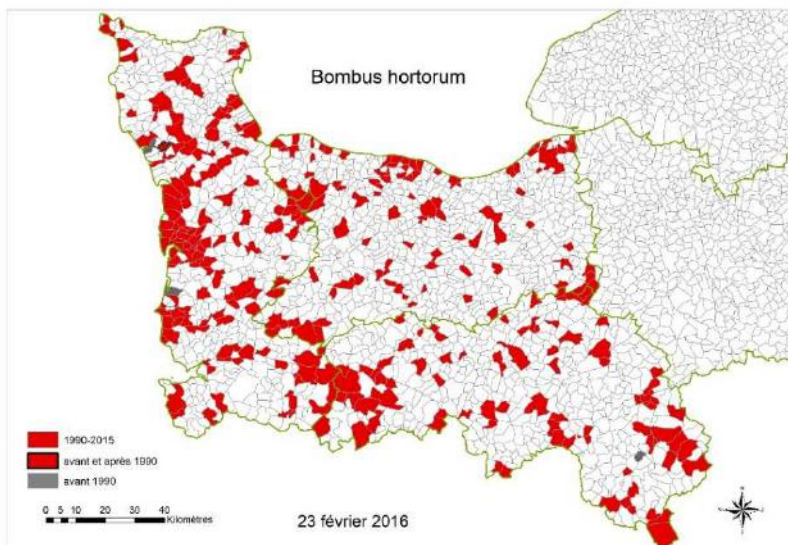 Bombus hortorum
1990-2015
avant et après 1990
avant 1990
0 5 10 20 30 40
Kilomètres
23 février 2016